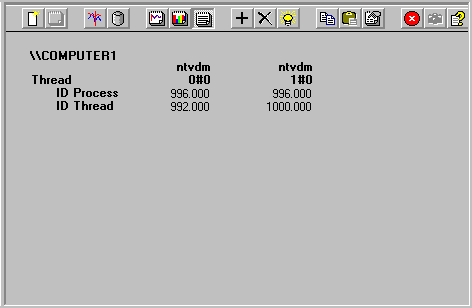 \\COMPUTER1
ntvdm ntvdm
Thread 0#0 1#0
ID Process 996.000 996.000
ID Thread 992.000 1000.000